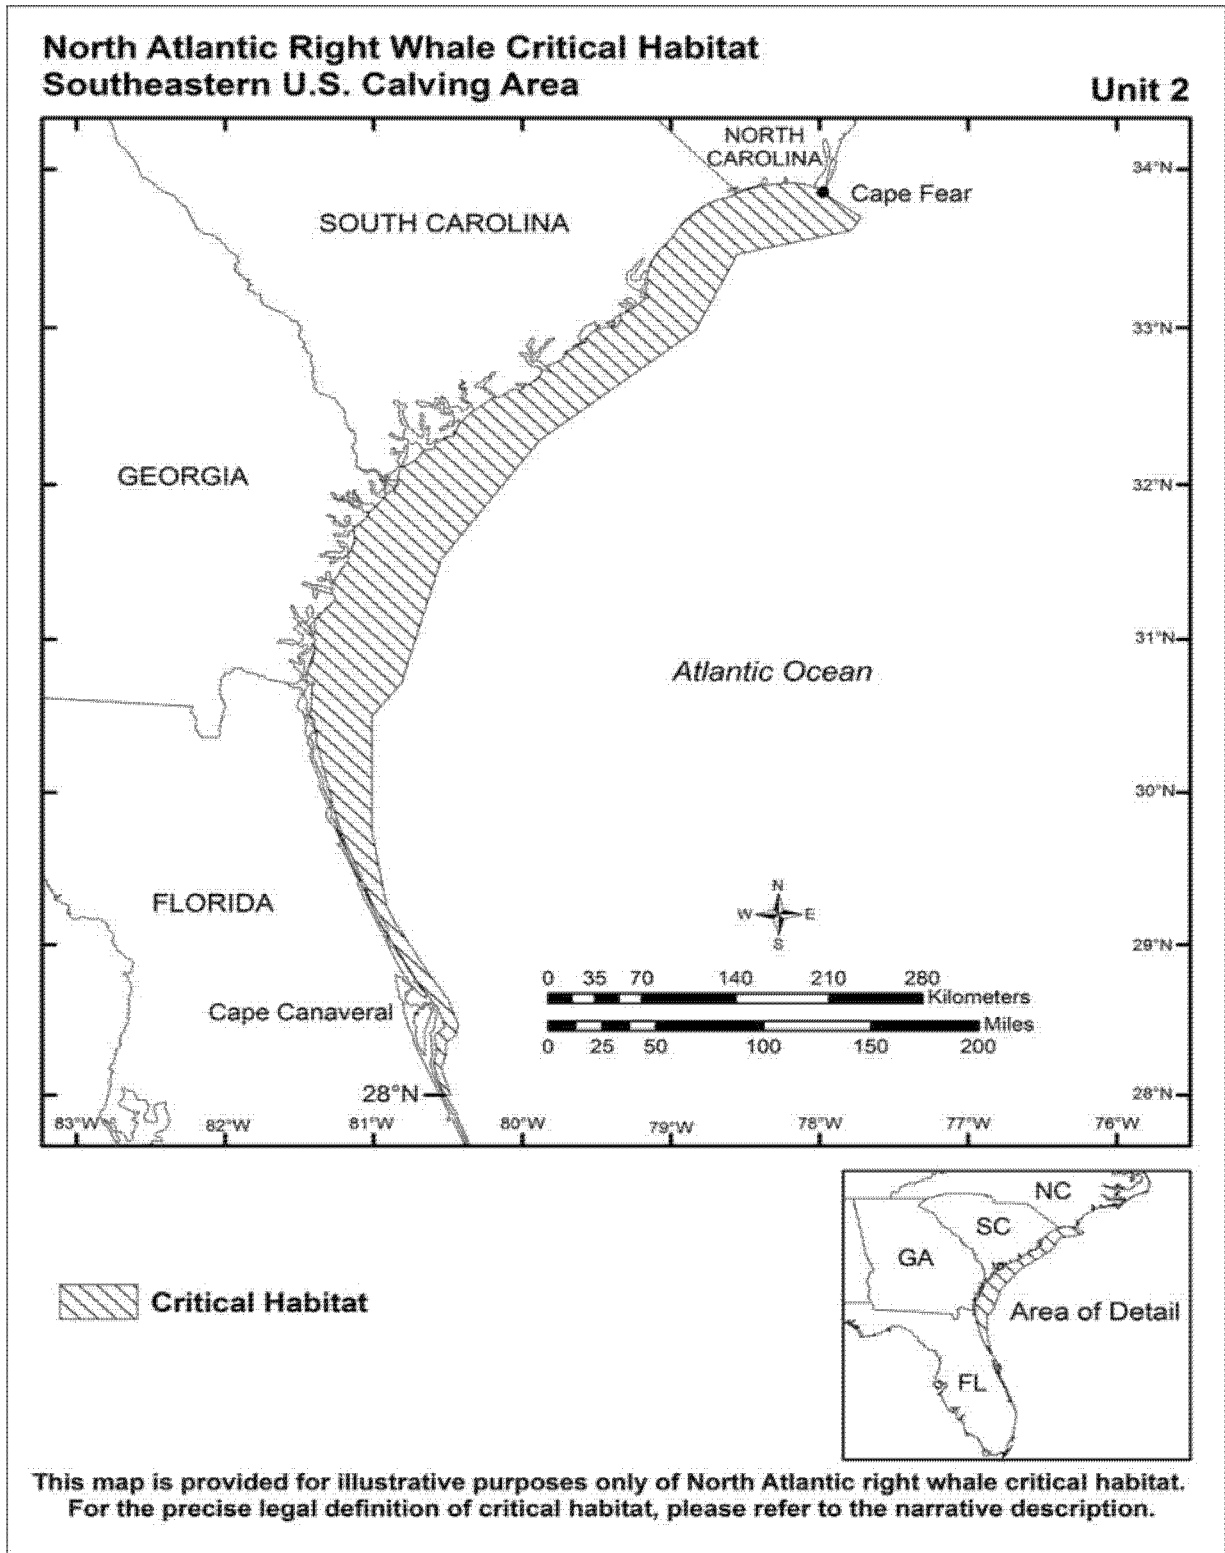 North Atlantic Right Whale Critical Habitat
Southeastern U.S. Calving Area
Unit 2
NORTH
CAROLINA
34°N
Cape Fear
SOUTH CAROLINA
33°N
GEORGIA
32°N
31°N
Atlantic Ocean
30°N
FLORIDA
N
W E
S
29°N
0 35 70 140 210 280
Kilometers
Cape Canaveral
Miles
0 25 50 100 150 200
28°N
28°N
83°W 82°W 81°W 80°W 79°W 78°W 77°W 76°W
NC
SC
GA
Area of Detail
FL
Critical Habitat
This map is provided for illustrative purposes only of North Atlantic right whale critical habitat.
For the precise legal definition of critical habitat, please refer to the narrative description.